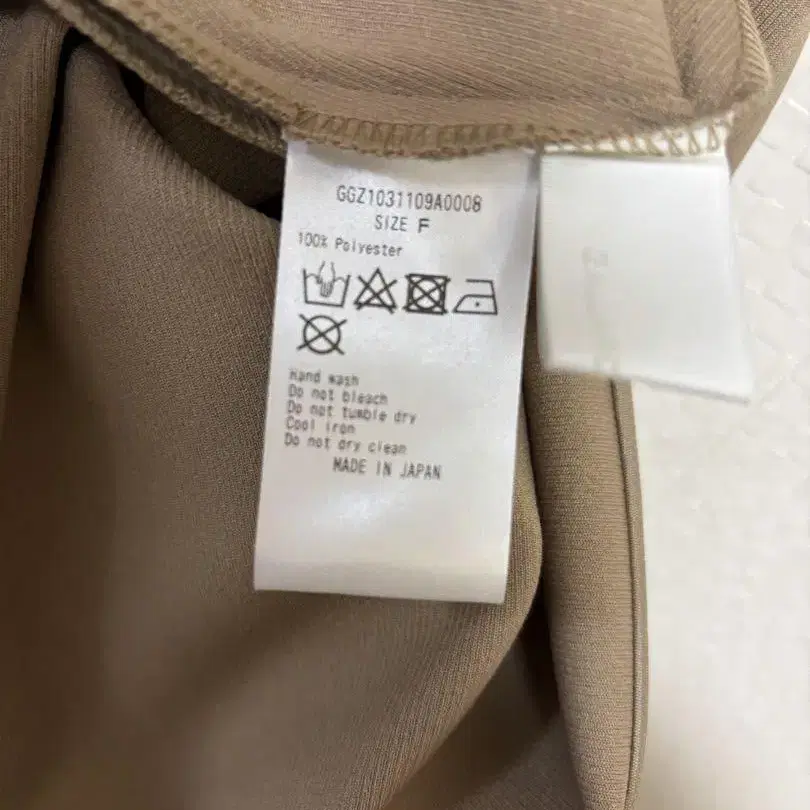 GGZ1031109A0008
SIZE F
100% Polyester
Hand wash
Do not bleach
Do not tumble dry
Cool iron
Do not dry clean
MADE IN JAPAN